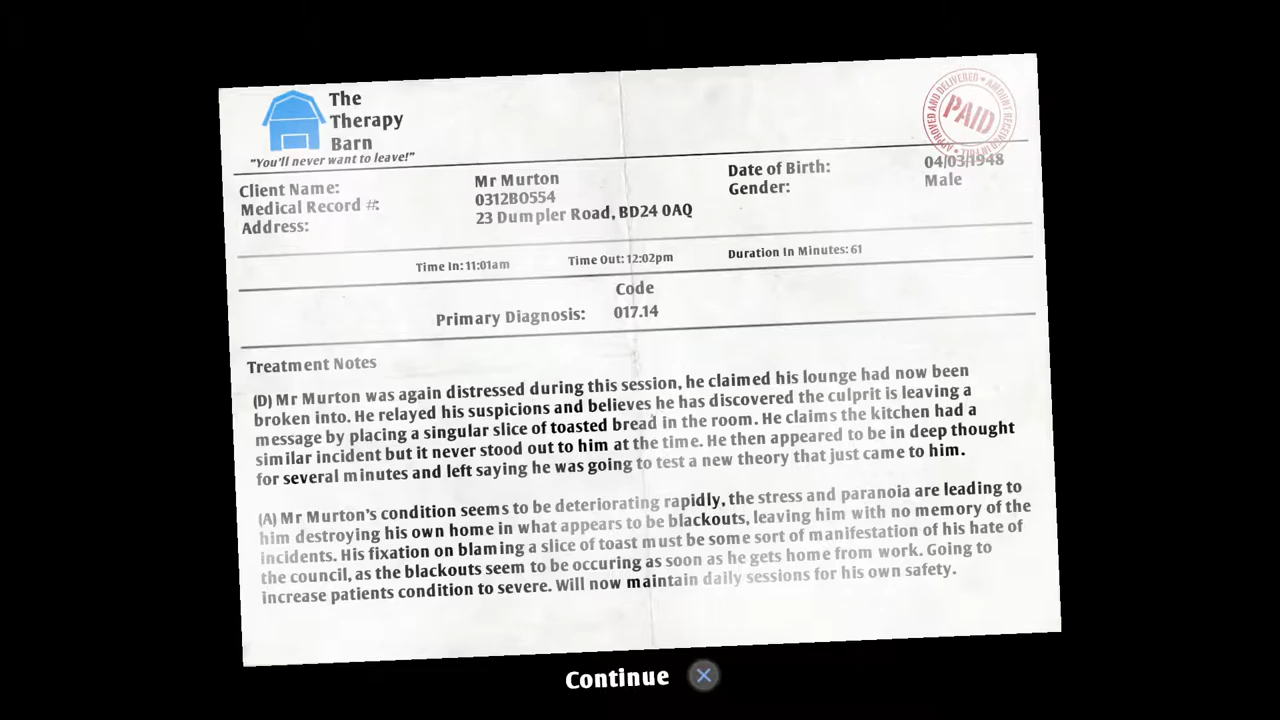 The
Therapy
Barn
"You'll never want to leave!"
APPROVED AND DELIVERED • AMOUNT RECEIVED IN FULL •
PAID
Client Name: Mr Murton Date of Birth: 04/03/1948
Medical Record #: 0312BO554 Gender: Male
Address: 23 Dumpler Road, BD24 0AQ
Time In: 11:01am Time Out: 12:02pm Duration In Minutes: 61
Code
Primary Diagnosis: 017.14
Treatment Notes
(D) Mr Murton was again distressed during this session, he claimed his lounge had now been
broken into. He relayed his suspicions and believes he has discovered the culprit is leaving a
message by placing a singular slice of toasted bread in the room. He claims the kitchen had a
similar incident but it never stood out to him at the time. He then appeared to be in deep thought
for several minutes and left saying he was going to test a new theory that just came to him.
(A) Mr Murton's condition seems to be deteriorating rapidly, the stress and paranoia are leading to
him destroying his own home in what appears to be blackouts, leaving him with no memory of the
incidents. His fixation on blaming a slice of toast must be some sort of manifestation of his hate of
the council, as the blackouts seem to be occuring as soon as he gets home from work. Going to
increase patients condition to severe. Will now maintain daily sessions for his own safety.
Continue